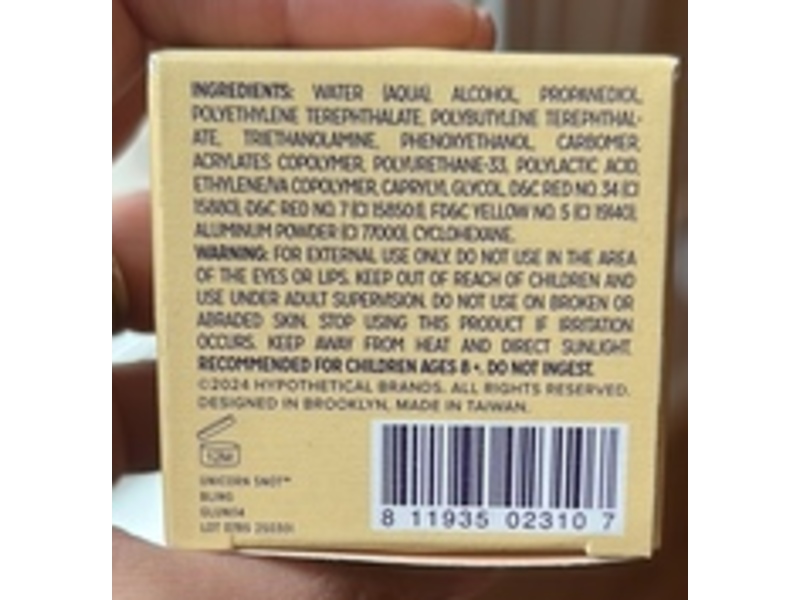 INGREDIENTS: WATER (AQUA), ALCOHOL, PROPANEDIOL,
POLYETHYLENE TEREPHTHALATE, POLYBUTYLENE TEREPHTHAL-
ATE, TRIETHANOLAMINE, PHENOXYETHANOL, CARBOMER,
ACRYLATES COPOLYMER, POLYURETHANE-33, POLYLACTIC ACID,
ETHYLENE/VA COPOLYMER, CAPRYLYL GLYCOL, D&C RED NO. 34 (CI
15880), D&C RED NO. 7 (CI 15850:1), FD&C YELLOW NO. 5 (CI 19140),
ALUMINUM POWDER (CI 77000), CYCLOHEXANE.
WARNING: FOR EXTERNAL USE ONLY. DO NOT USE IN THE AREA
OF THE EYES OR LIPS. KEEP OUT OF REACH OF CHILDREN AND
USE UNDER ADULT SUPERVISION. DO NOT USE ON BROKEN OR
ABRADED SKIN. STOP USING THIS PRODUCT IF IRRITATION
OCCURS. KEEP AWAY FROM HEAT AND DIRECT SUNLIGHT.
RECOMMENDED FOR CHILDREN AGES 8+. DO NOT INGEST.
©2024 HYPOTHETICAL BRANDS. ALL RIGHTS RESERVED.
DESIGNED IN BROOKLYN, MADE IN TAIWAN.
12M
UNICORN SNOT™
BLING
LOT
8 11935 02310 7